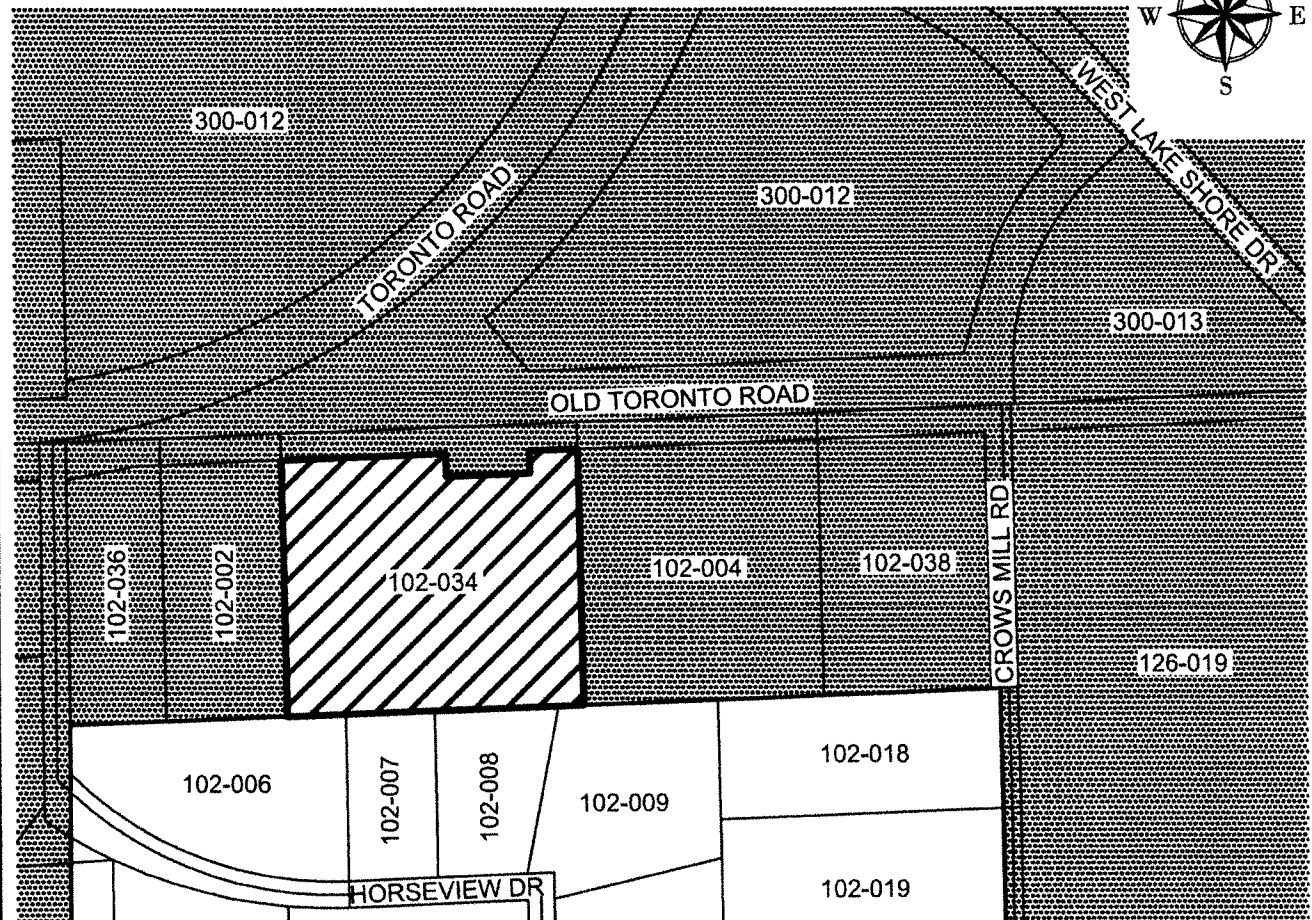 W E
S
WEST LAKE SHORE DR
300-012
300-012
TORONTO ROAD
300-013
OLD TORONTO ROAD
102-036
102-002
102-034
102-004
102-038
CROWS MILL RD
126-019
102-006
102-007
102-008
102-009
102-018
102-019
HORSEVIEW DR